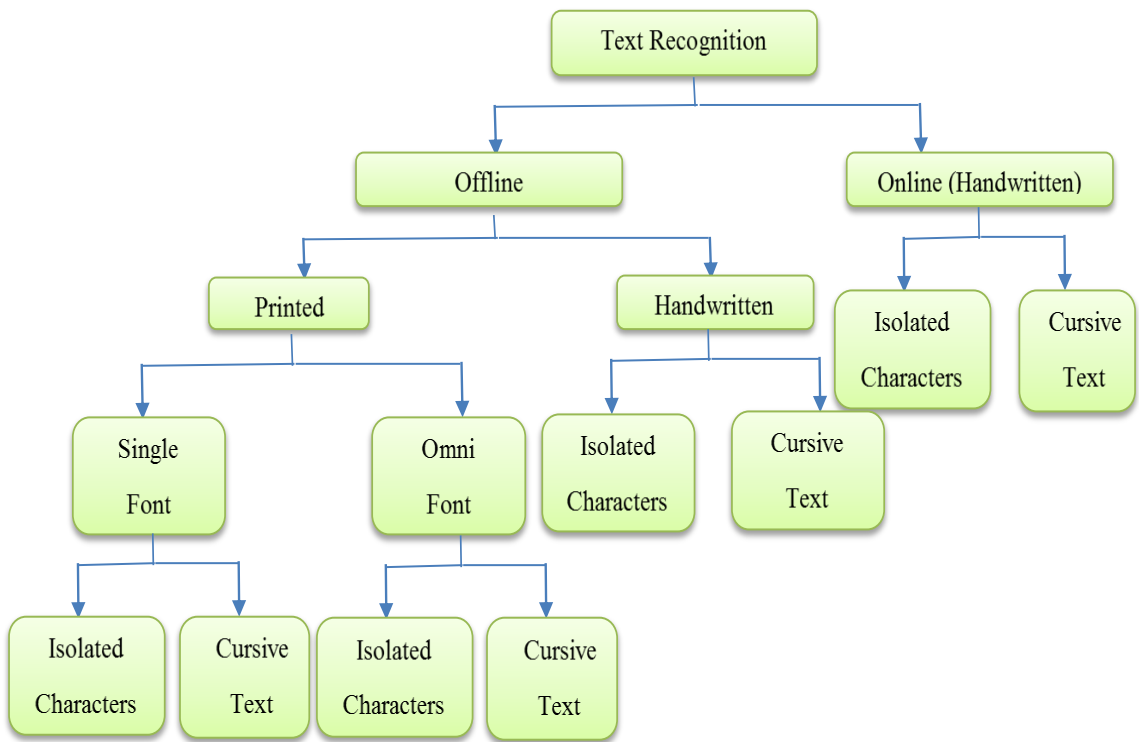 Text Recognition
Offline
Online (Handwritten)
Printed
Handwritten
Isolated
Characters
Cursive
Text
Single
Font
Omni
Font
Isolated
Characters
Cursive
Text
Isolated
Characters
Cursive
Text
Isolated
Characters
Cursive
Text